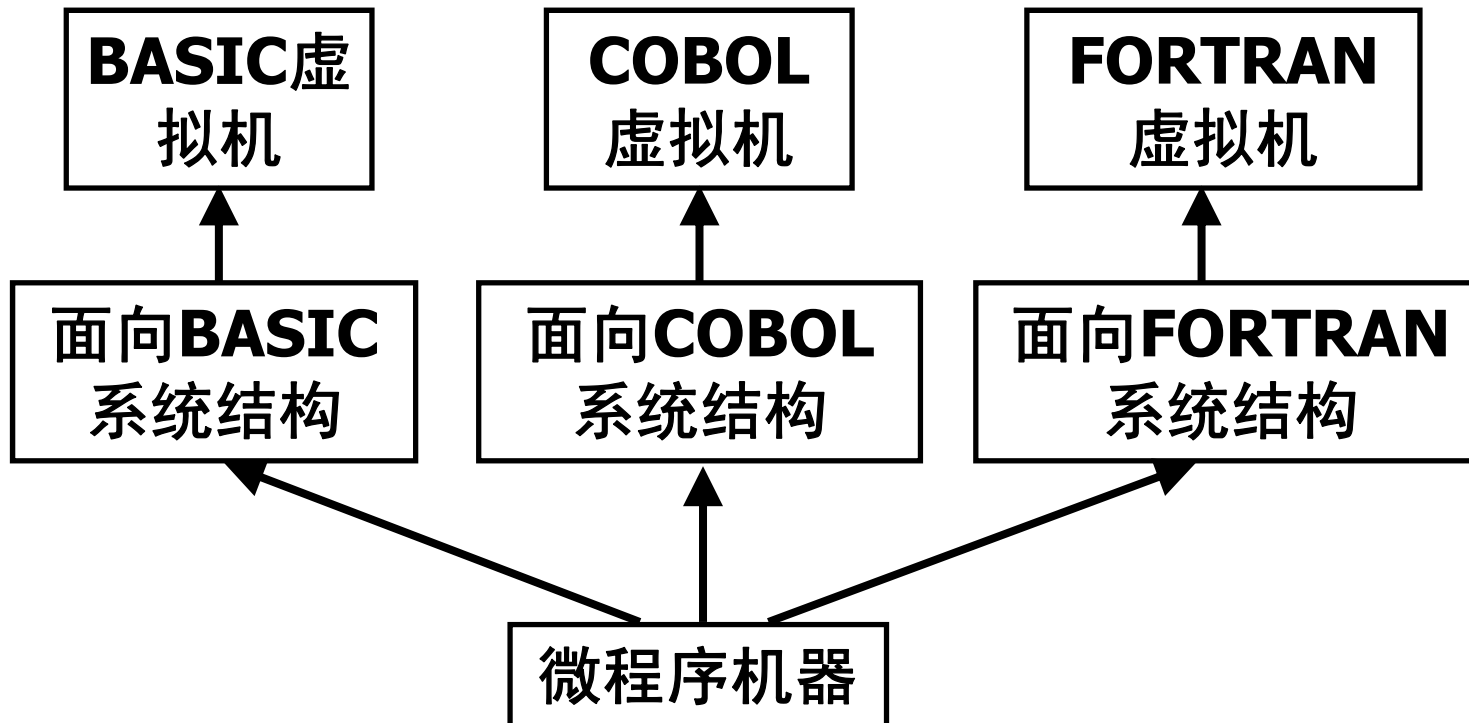 BASIC虚
拟机
COBOL
虚拟机
FORTRAN
虚拟机
面向BASIC
系统结构
面向COBOL
系统结构
面向FORTRAN
系统结构
微程序机器